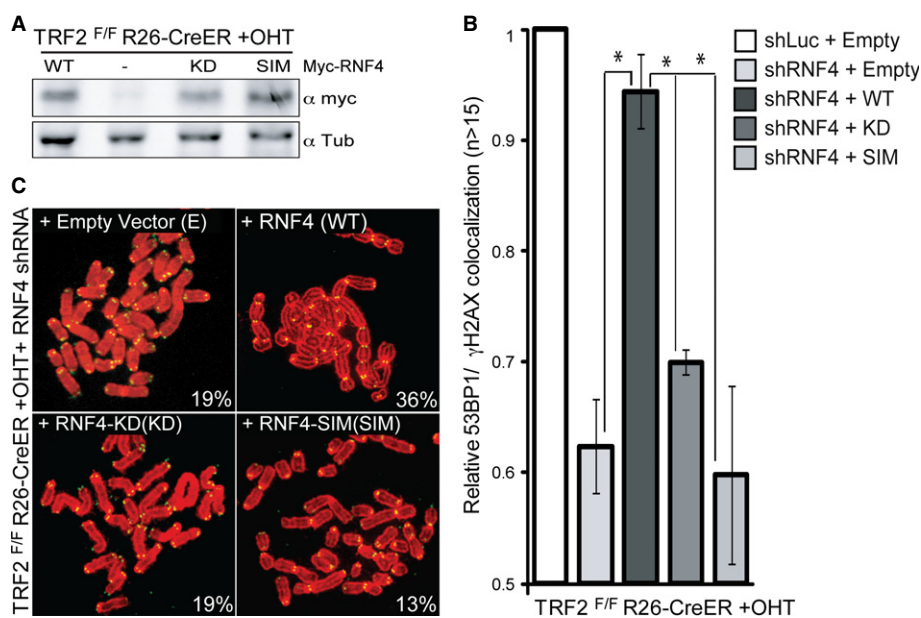 A
TRF2 F/F R26-CreER +OHT
WT - KD SIM Myc-RNF4
α myc
α Tub
B
Relative 53BP1/ γH2AX colocalization (n>15)
1
0.9
0.8
0.7
0.6
0.5
* * *
TRF2 F/F R26-CreER +OHT
shLuc + Empty
shRNF4 + Empty
shRNF4 + WT
shRNF4 + KD
shRNF4 + SIM
C
TRF2 F/F R26-CreER +OHT+ RNF4 shRNA
+ Empty Vector (E)
19%
+ RNF4 (WT)
36%
+ RNF4-KD(KD)
19%
+ RNF4-SIM(SIM)
13%